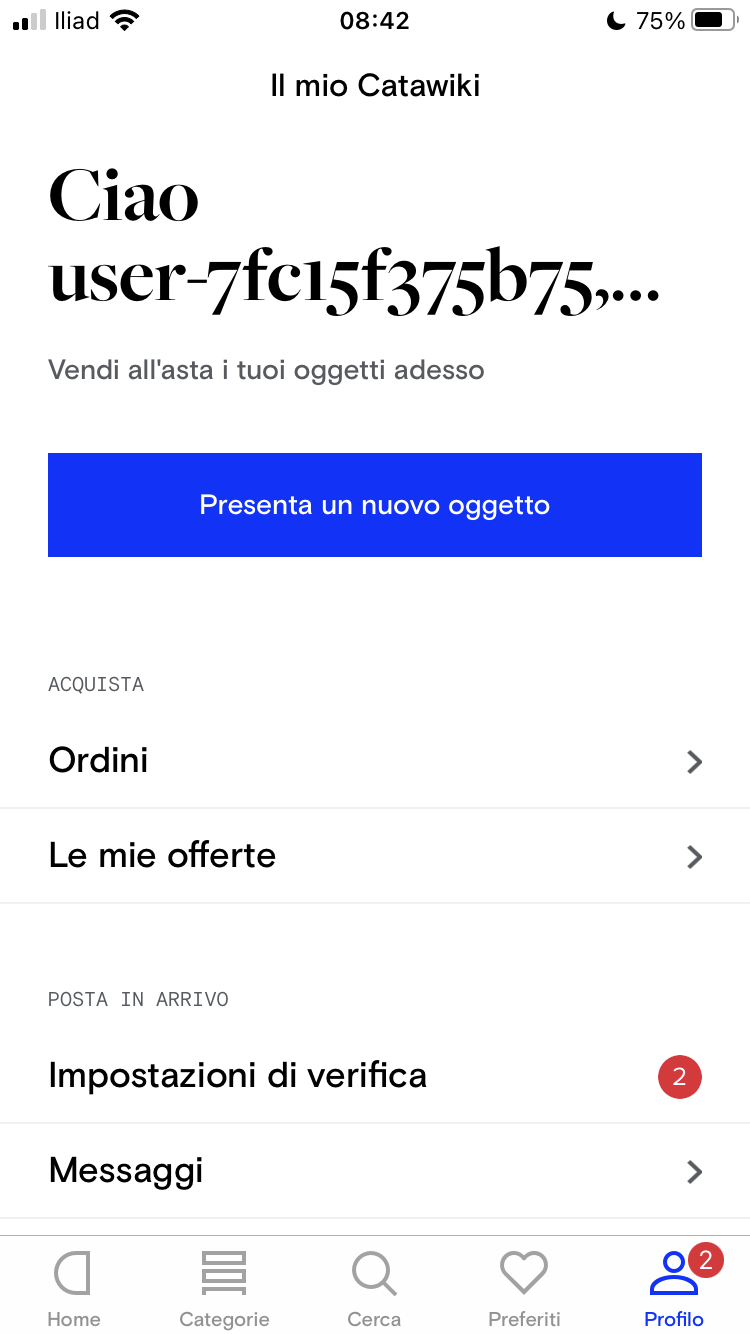 Iliad 08:42 75%
Il mio Catawiki
Ciao
user-7fc15f375b75,...
Vendi all'asta i tuoi oggetti adesso
Presenta un nuovo oggetto
ACQUISTA
Ordini
Le mie offerte
POSTA IN ARRIVO
Impostazioni di verifica 2
Messaggi
2
Home Categorie Cerca Preferiti Profilo